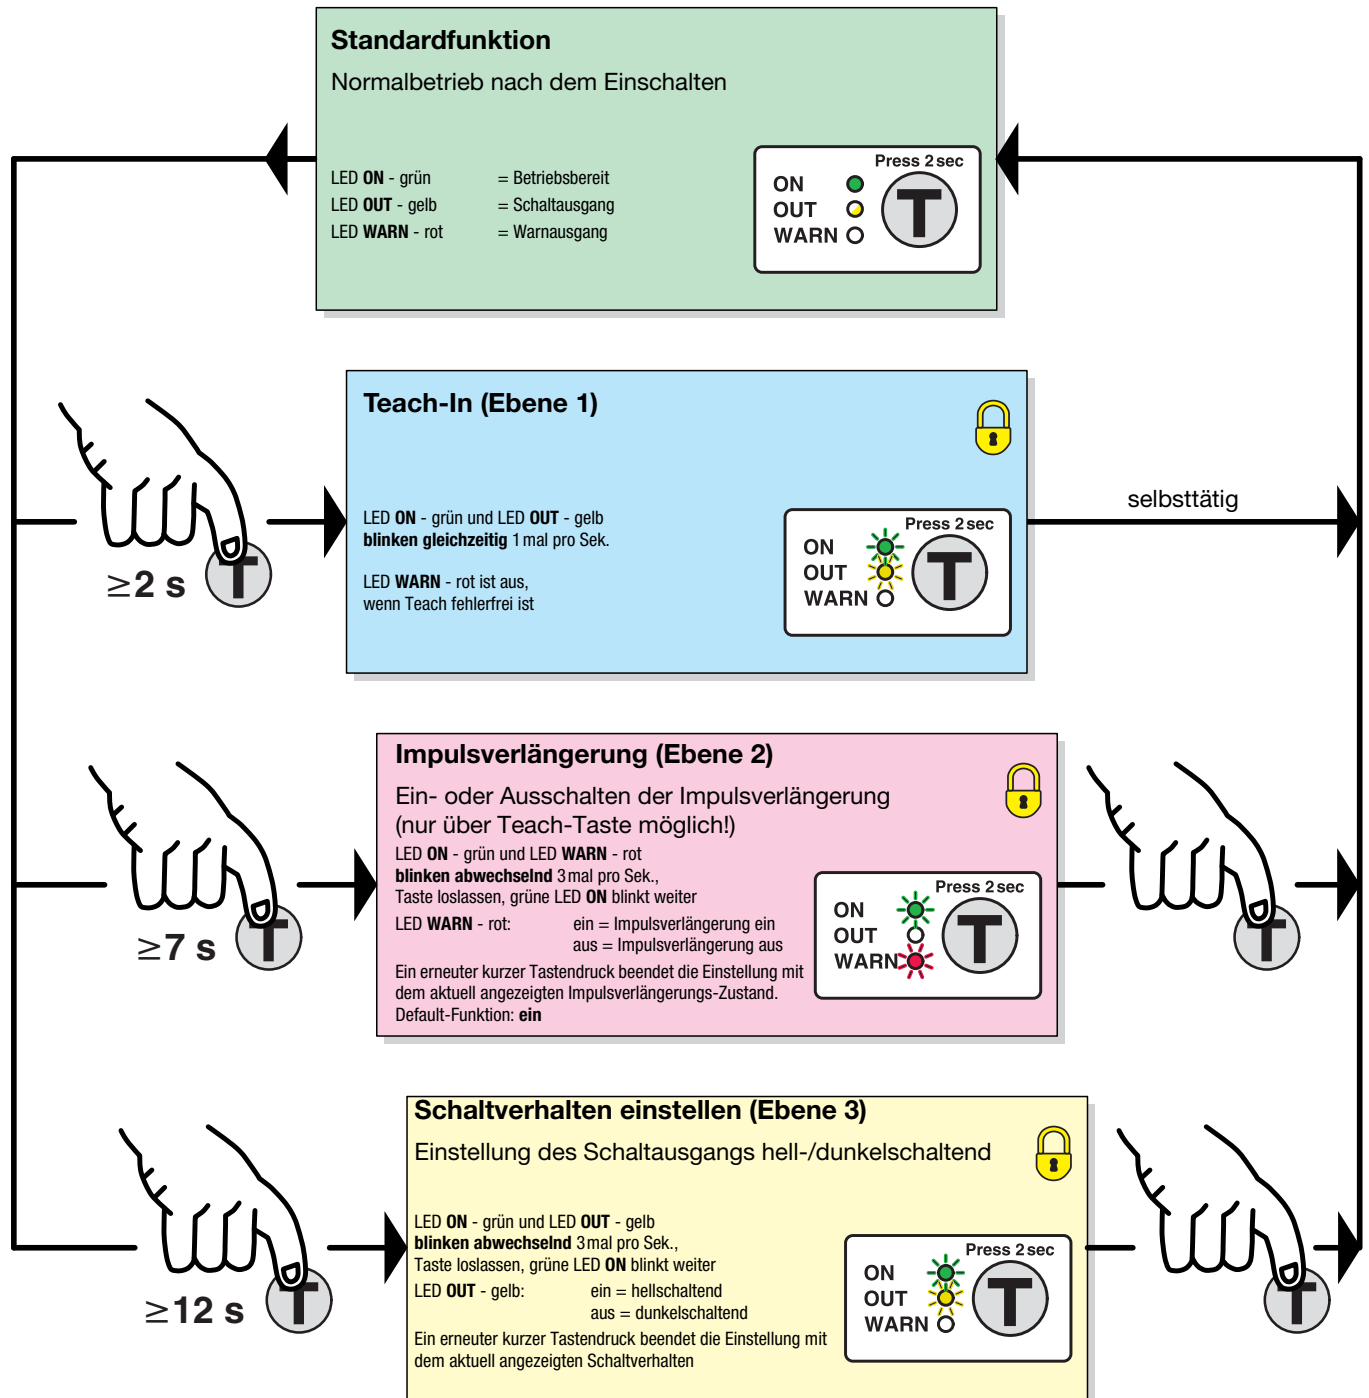 Standardfunktion
Normalbetrieb nach dem Einschalten
LED ON - grün = Betriebsbereit
LED OUT - gelb = Schaltausgang
LED WARN - rot = Warnausgang
Press 2 sec
ON
OUT
WARN
T
Teach-In (Ebene 1)
LED ON - grün und LED OUT - gelb
blinken gleichzeitig 1 mal pro Sek.
LED WARN - rot ist aus,
wenn Teach fehlerfrei ist
Press 2 sec
ON
OUT
WARN
T
selbsttätig
≥2 s
T
Impulsverlängerung (Ebene 2)
Ein- oder Ausschalten der Impulsverlängerung
(nur über Teach-Taste möglich!)
LED ON - grün und LED WARN - rot
blinken abwechselnd 3 mal pro Sek.,
Taste loslassen, grüne LED ON blinkt weiter
LED WARN - rot: ein = Impulsverlängerung ein
aus = Impulsverlängerung aus
Ein erneuter kurzer Tastendruck beendet die Einstellung mit
dem aktuell angezeigten Impulsverlängerungs-Zustand.
Default-Funktion: ein
Press 2 sec
ON
OUT
WARN
T
≥7 s
T
T
Schaltverhalten einstellen (Ebene 3)
Einstellung des Schaltausgangs hell-/dunkelschaltend
LED ON - grün und LED OUT - gelb
blinken abwechselnd 3 mal pro Sek.,
Taste loslassen, grüne LED ON blinkt weiter
LED OUT - gelb: ein = hellschaltend
aus = dunkelschaltend
Ein erneuter kurzer Tastendruck beendet die Einstellung mit
dem aktuell angezeigten Schaltverhalten
Press 2 sec
ON
OUT
WARN
T
≥12 s
T
T